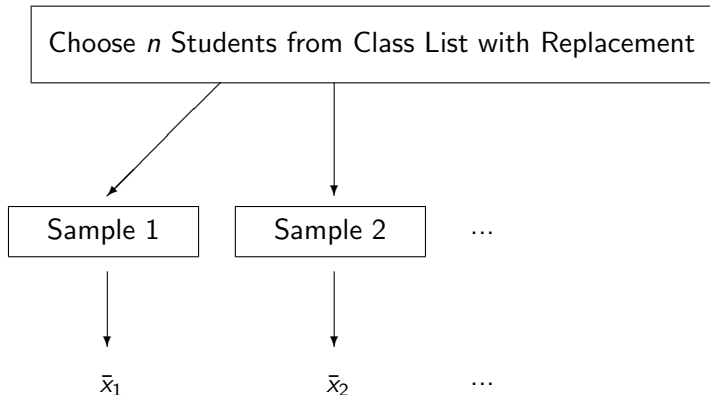 Choose n Students from Class List with Replacement
Sample 1 Sample 2 ...
x̄₁ x̄₂ ...